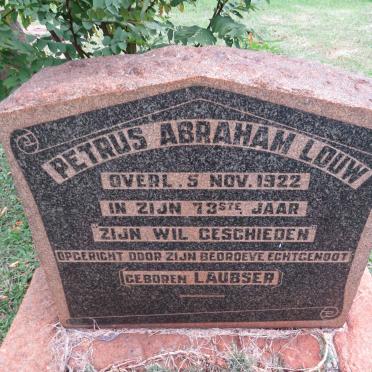 PETRUS ABRAHAM LOUW
OVERL. 5 NOV. 1922
IN ZIJN 73STE JAAR
"ZIJN WIL GESCHIEDEN"
OPGERICHT DOOR ZIJN BEDROEVE ECHTGENOOT
(GEBOREN LAUBSER)